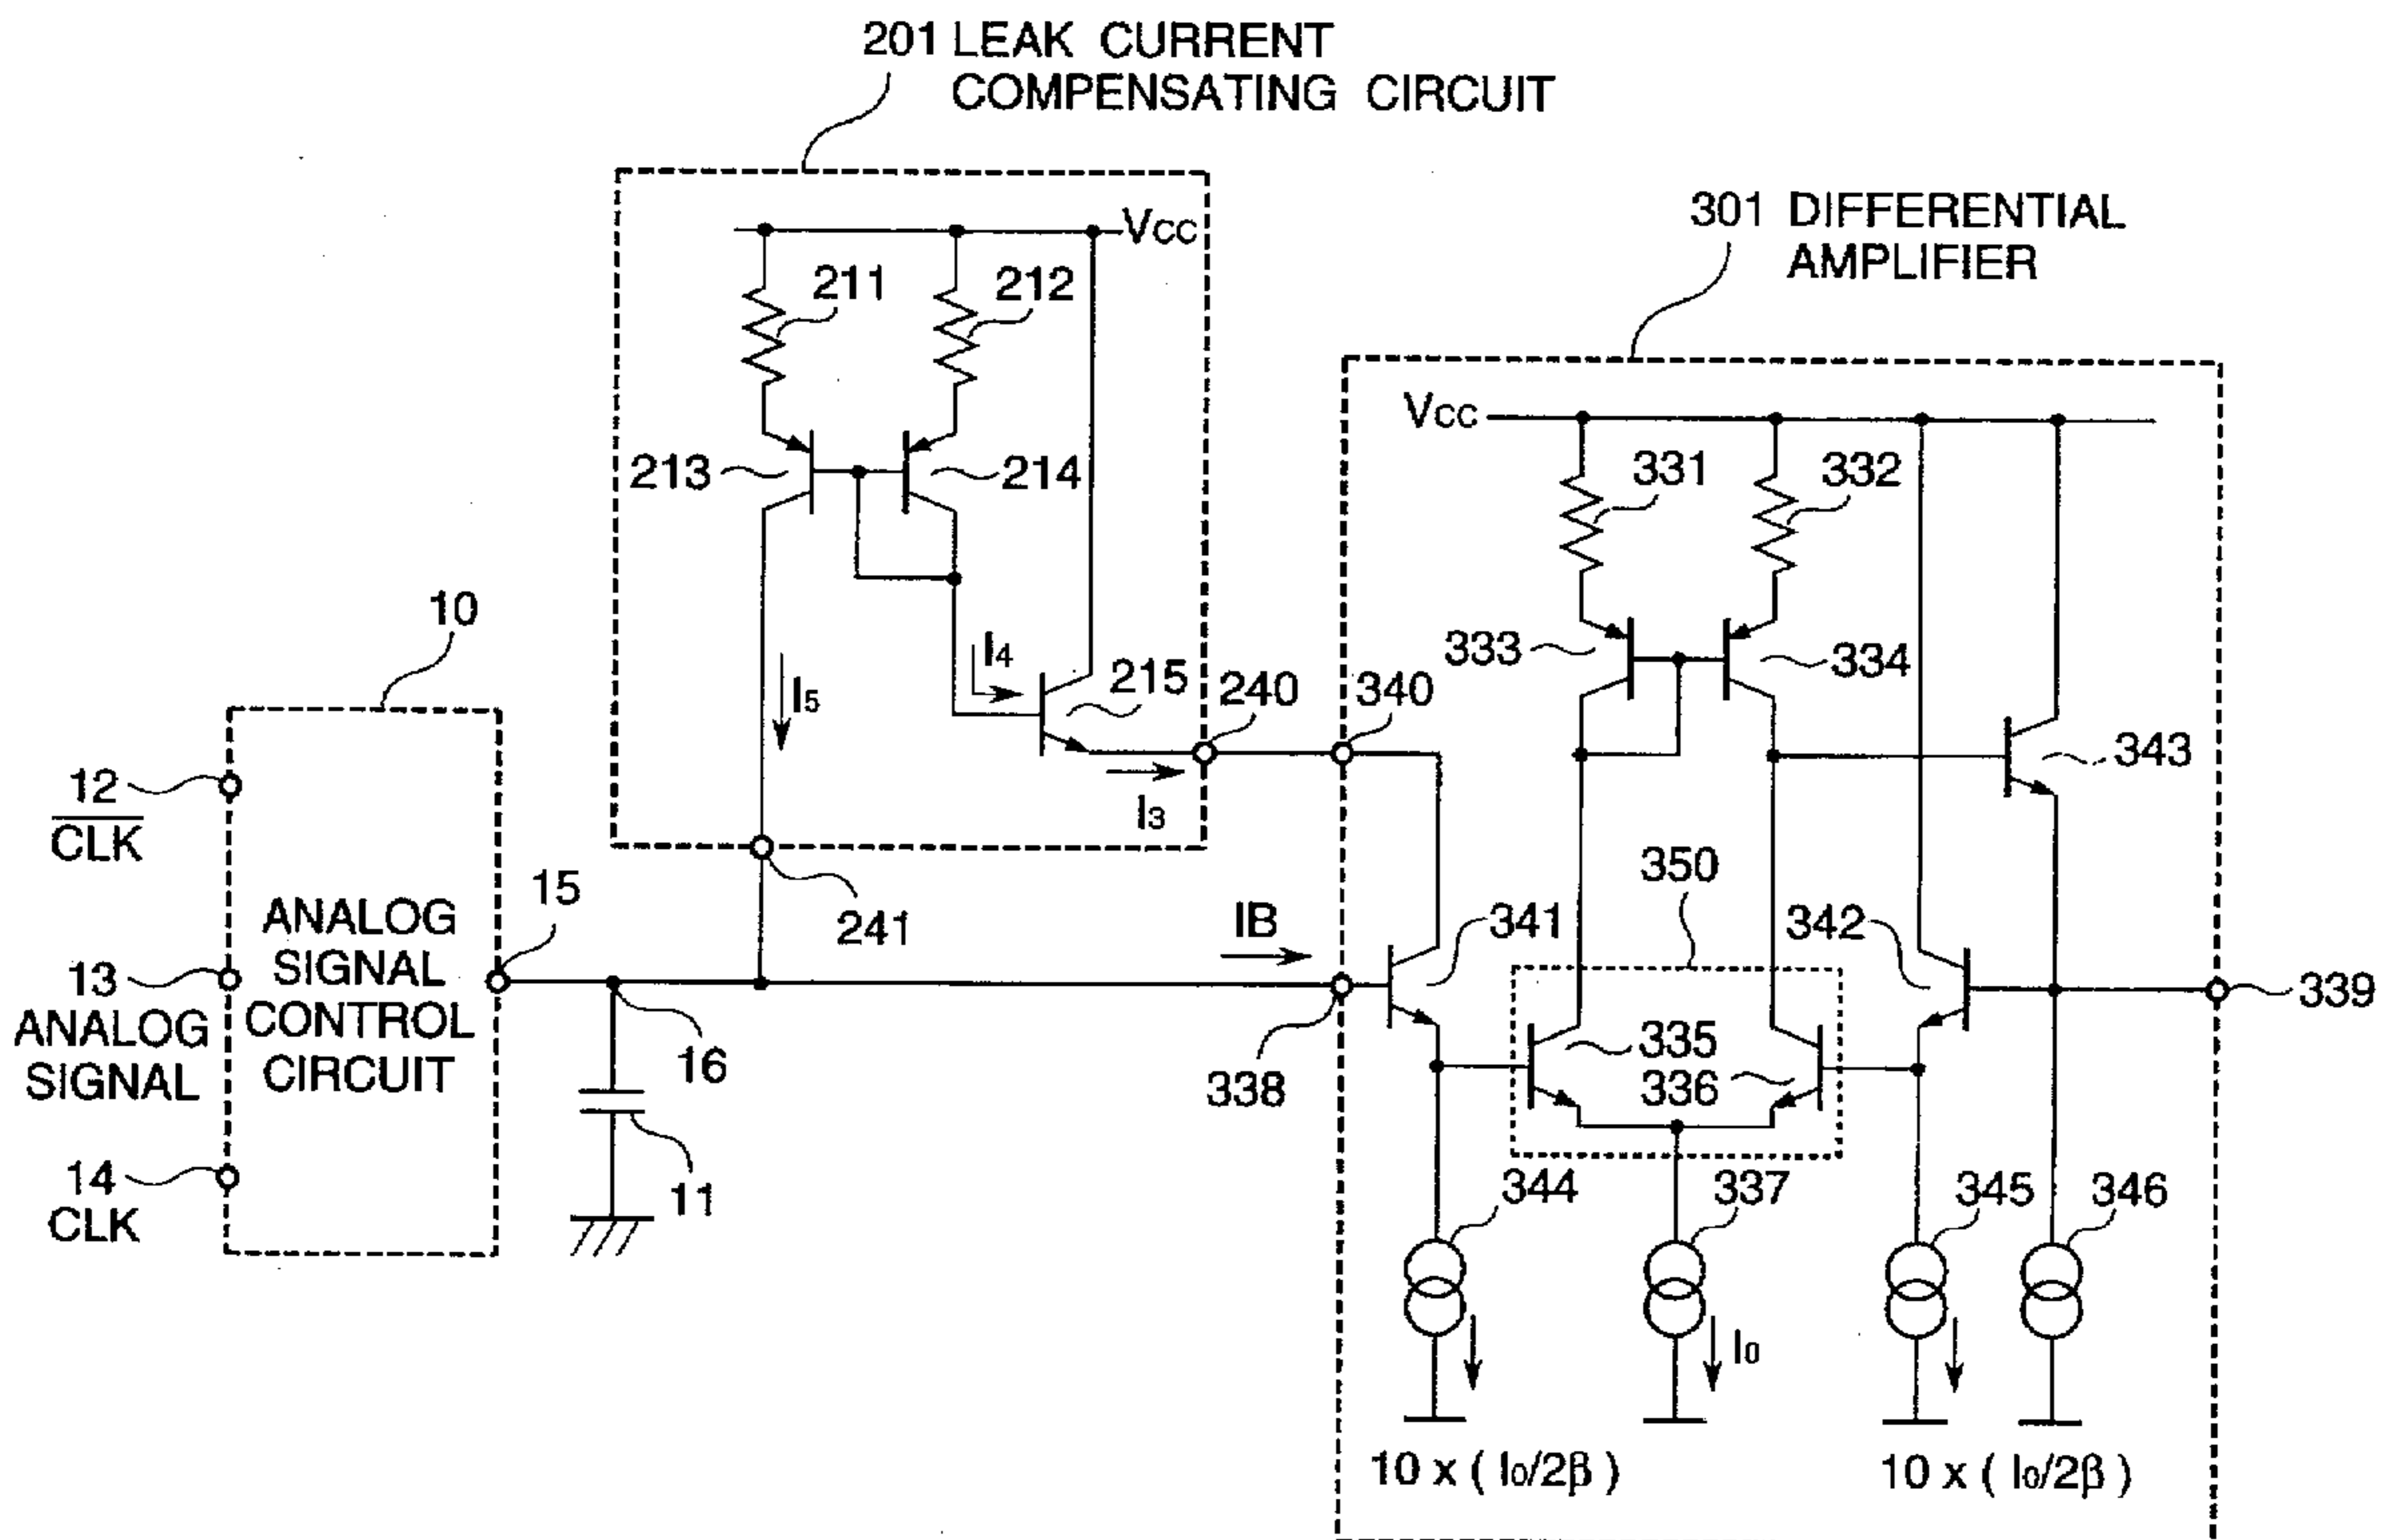 201 LEAK CURRENT
COMPENSATING CIRCUIT
301 DIFFERENTIAL
AMPLIFIER
VCC
211
212
213
214
I4
I5
215
240
340
I3
241
VCC
331
332
333
334
343
10
12
CLK
13
ANALOG
SIGNAL
14
CLK
ANALOG
SIGNAL
CONTROL
CIRCUIT
15
16
11
IB
338
341
350
342
339
335
336
344
337
345
346
I0
10 x ( I0/2β )
10 x ( I0/2β )